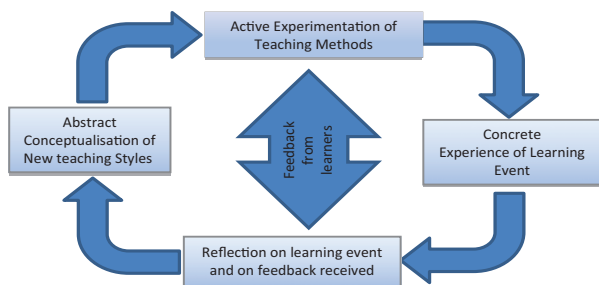 Active Experimentation of
Teaching Methods
Abstract
Conceptualisation of
New teaching Styles
Feedback
from
learners
Concrete
Experience of Learning
Event
Reflection on learning event
and on feedback received